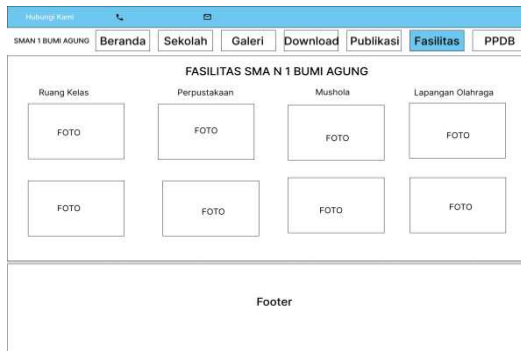 Hubungi Kami
SMAN 1 BUMI AGUNG Beranda Sekolah Galeri Download Publikasi Fasilitas PPDB
FASILITAS SMA N 1 BUMI AGUNG
Ruang Kelas Perpustakaan Mushola Lapangan Olahraga
FOTO FOTO FOTO FOTO
FOTO FOTO FOTO FOTO
Footer